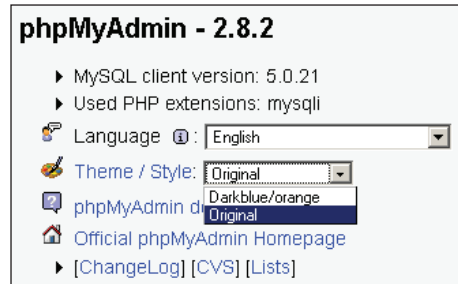 phpMyAdmin - 2.8.2
MySQL client version: 5.0.21
Used PHP extensions: mysqli
Language : English
Theme / Style: Original
Darkblue/orange
phpMyAdmin d
Original
Official phpMyAdmin Homepage
[ChangeLog] [CVS] [Lists]